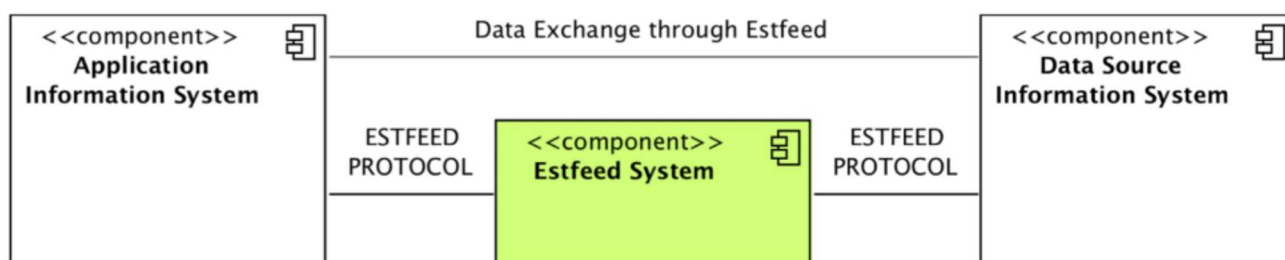 <<component>>
Application
Information System
Data Exchange through Estfeed
<<component>>
Data Source
Information System
ESTFEED
PROTOCOL
<<component>>
Estfeed System
ESTFEED
PROTOCOL